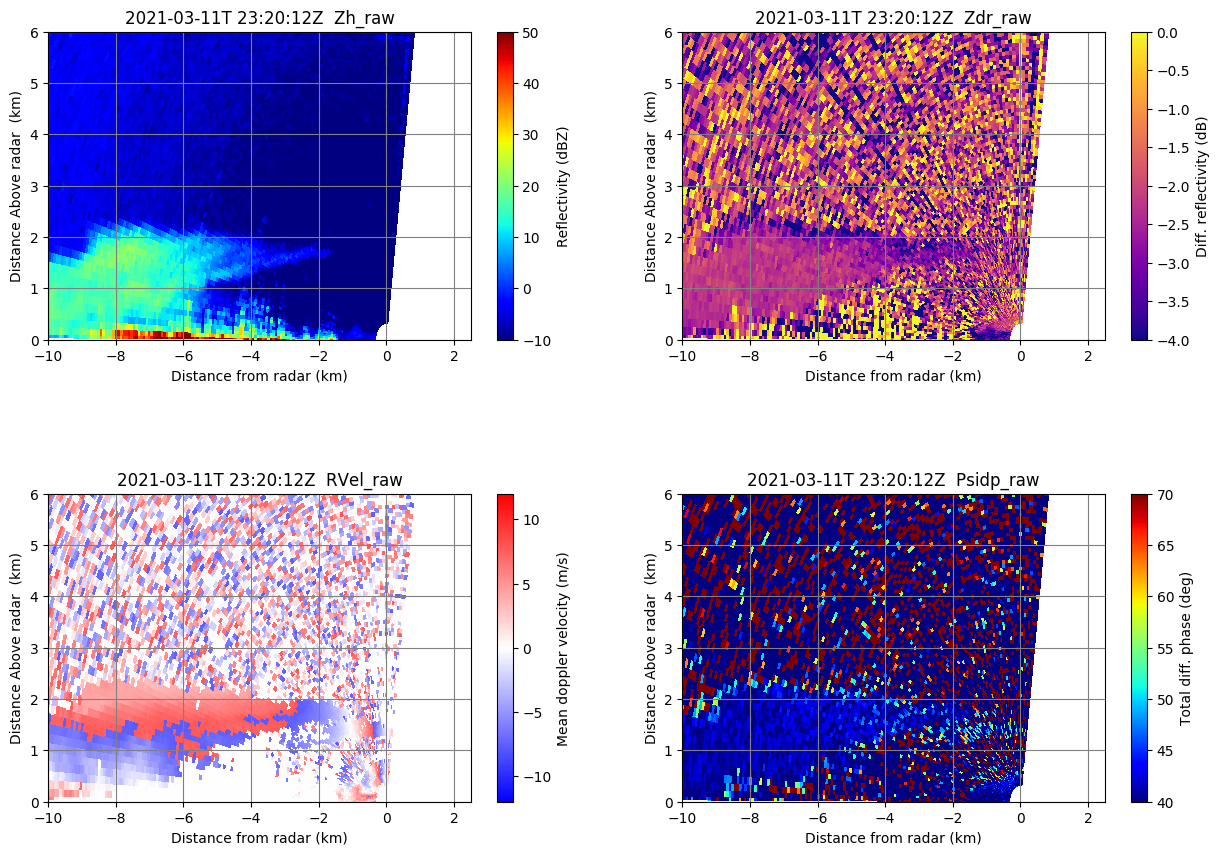 2021-03-11T 23:20:12Z  Zh_raw
6
5
4
3
2
1
0
Distance Above radar  (km)
−10 −8 −6 −4 −2 0 2
Distance from radar (km)
50
40
30
20
10
0
−10
Reflectivity (dBZ)
2021-03-11T 23:20:12Z  Zdr_raw
6
5
4
3
2
1
0
Distance Above radar  (km)
−10 −8 −6 −4 −2 0 2
Distance from radar (km)
0.0
−0.5
−1.0
−1.5
−2.0
−2.5
−3.0
−3.5
−4.0
Diff. reflectivity (dB)
2021-03-11T 23:20:12Z  RVel_raw
6
5
4
3
2
1
0
Distance Above radar  (km)
−10 −8 −6 −4 −2 0 2
Distance from radar (km)
10
5
0
−5
−10
Mean doppler velocity (m/s)
2021-03-11T 23:20:12Z  Psidp_raw
6
5
4
3
2
1
0
Distance Above radar  (km)
−10 −8 −6 −4 −2 0 2
Distance from radar (km)
70
65
60
55
50
45
40
Total diff. phase (deg)